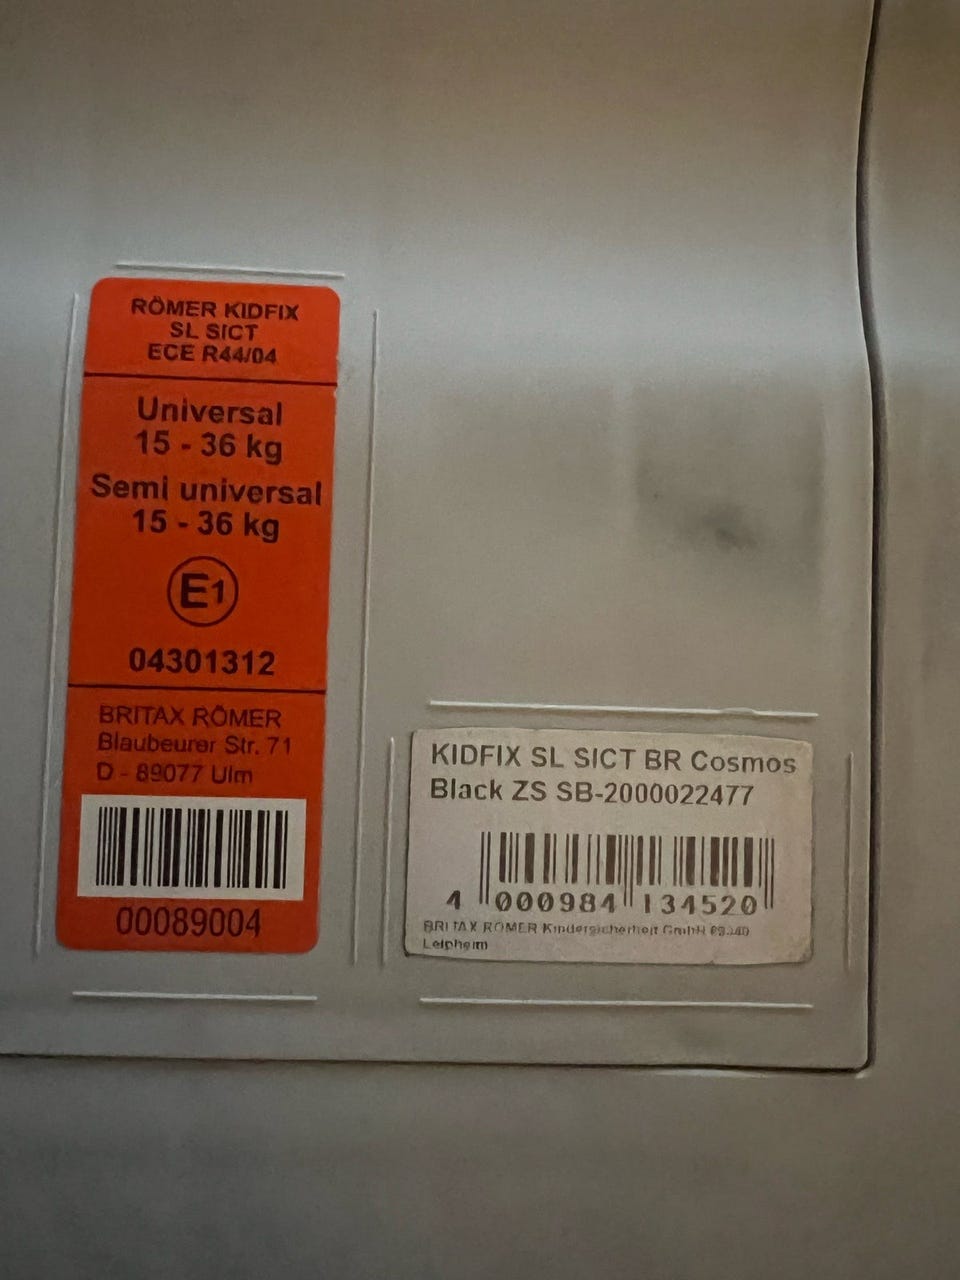 RÖMER KIDFIX
SL SICT
ECE R44/04
Universal
15 - 36 kg
Semi universal
15 - 36 kg
E1
04301312
BRITAX RÖMER
Blaubeurer Str. 71
D - 89077 Ulm
00089004
KIDFIX SL SICT BR Cosmos
Black ZS SB-2000022477
4 000984 134520
BRITAX RÖMER Kindersicherheit GmbH
Leipheim